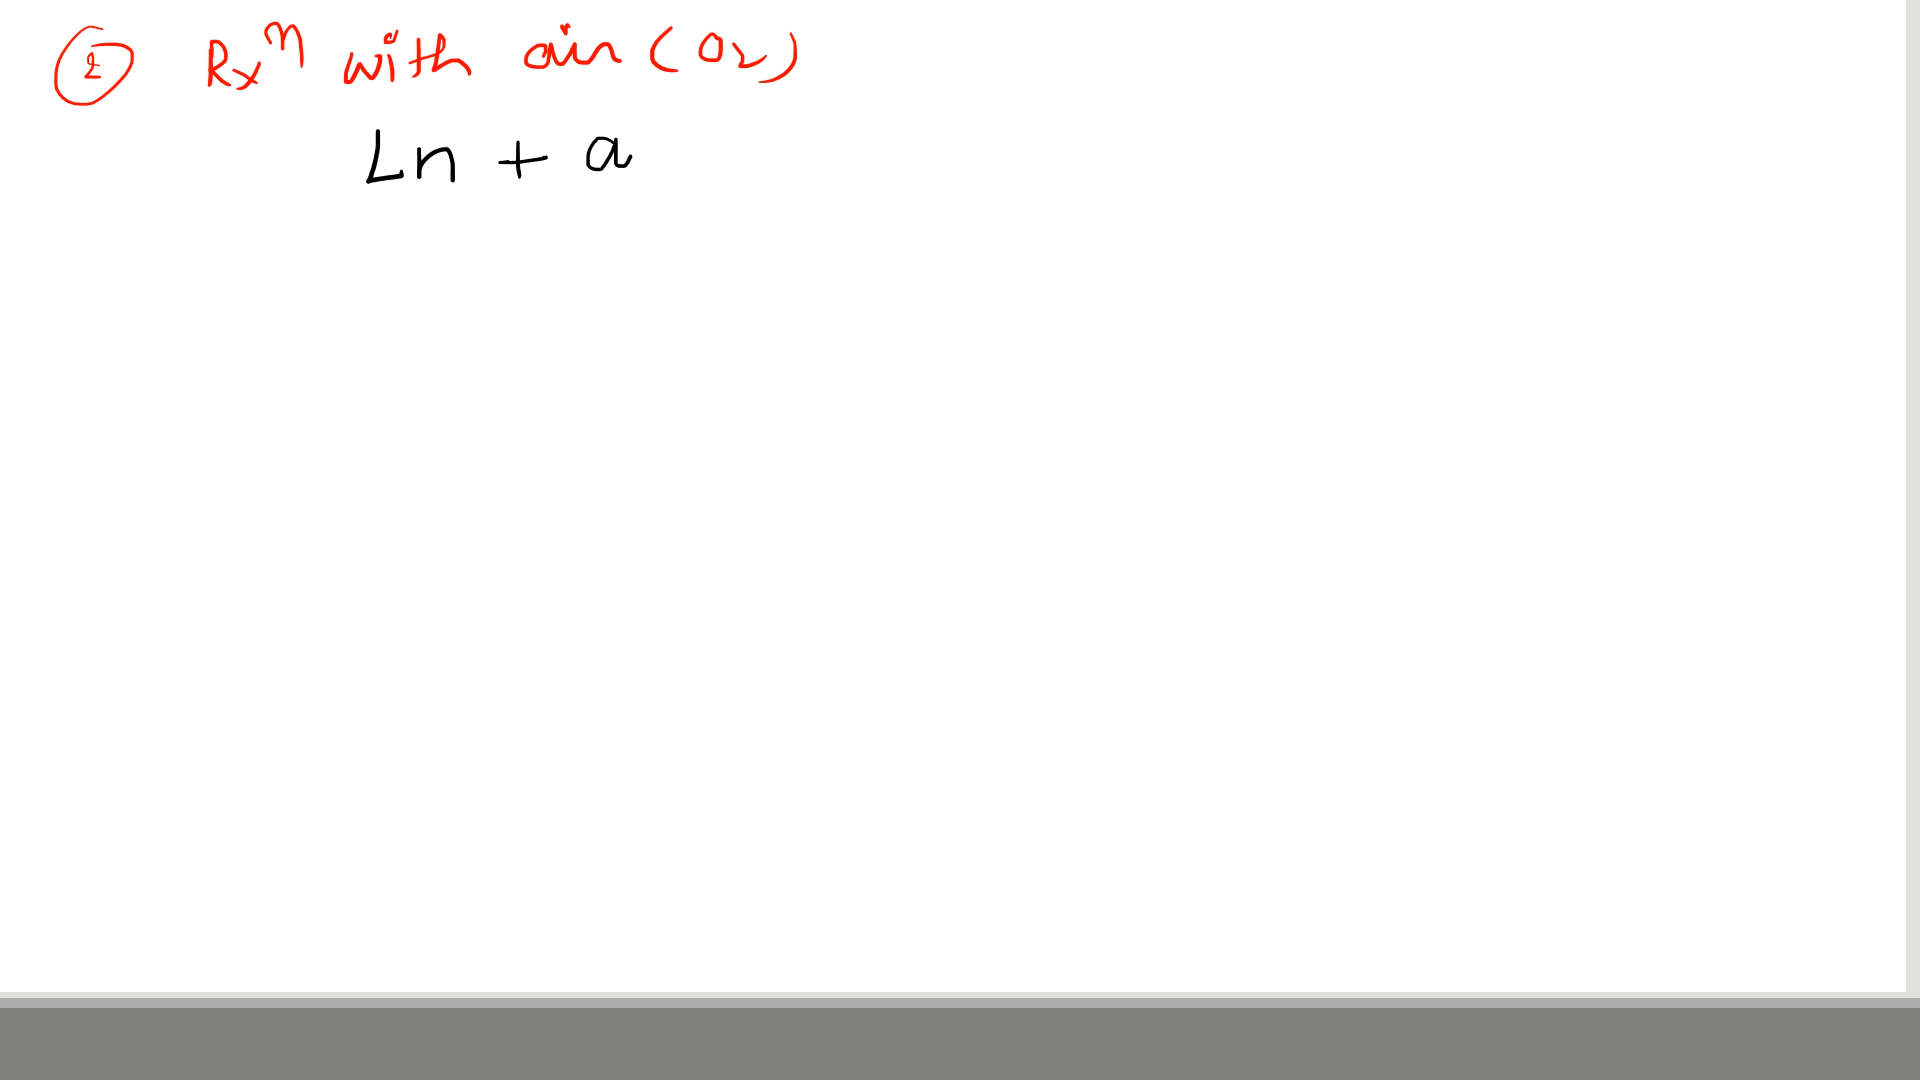 ② Rxⁿ with air (O₂)
Ln + a